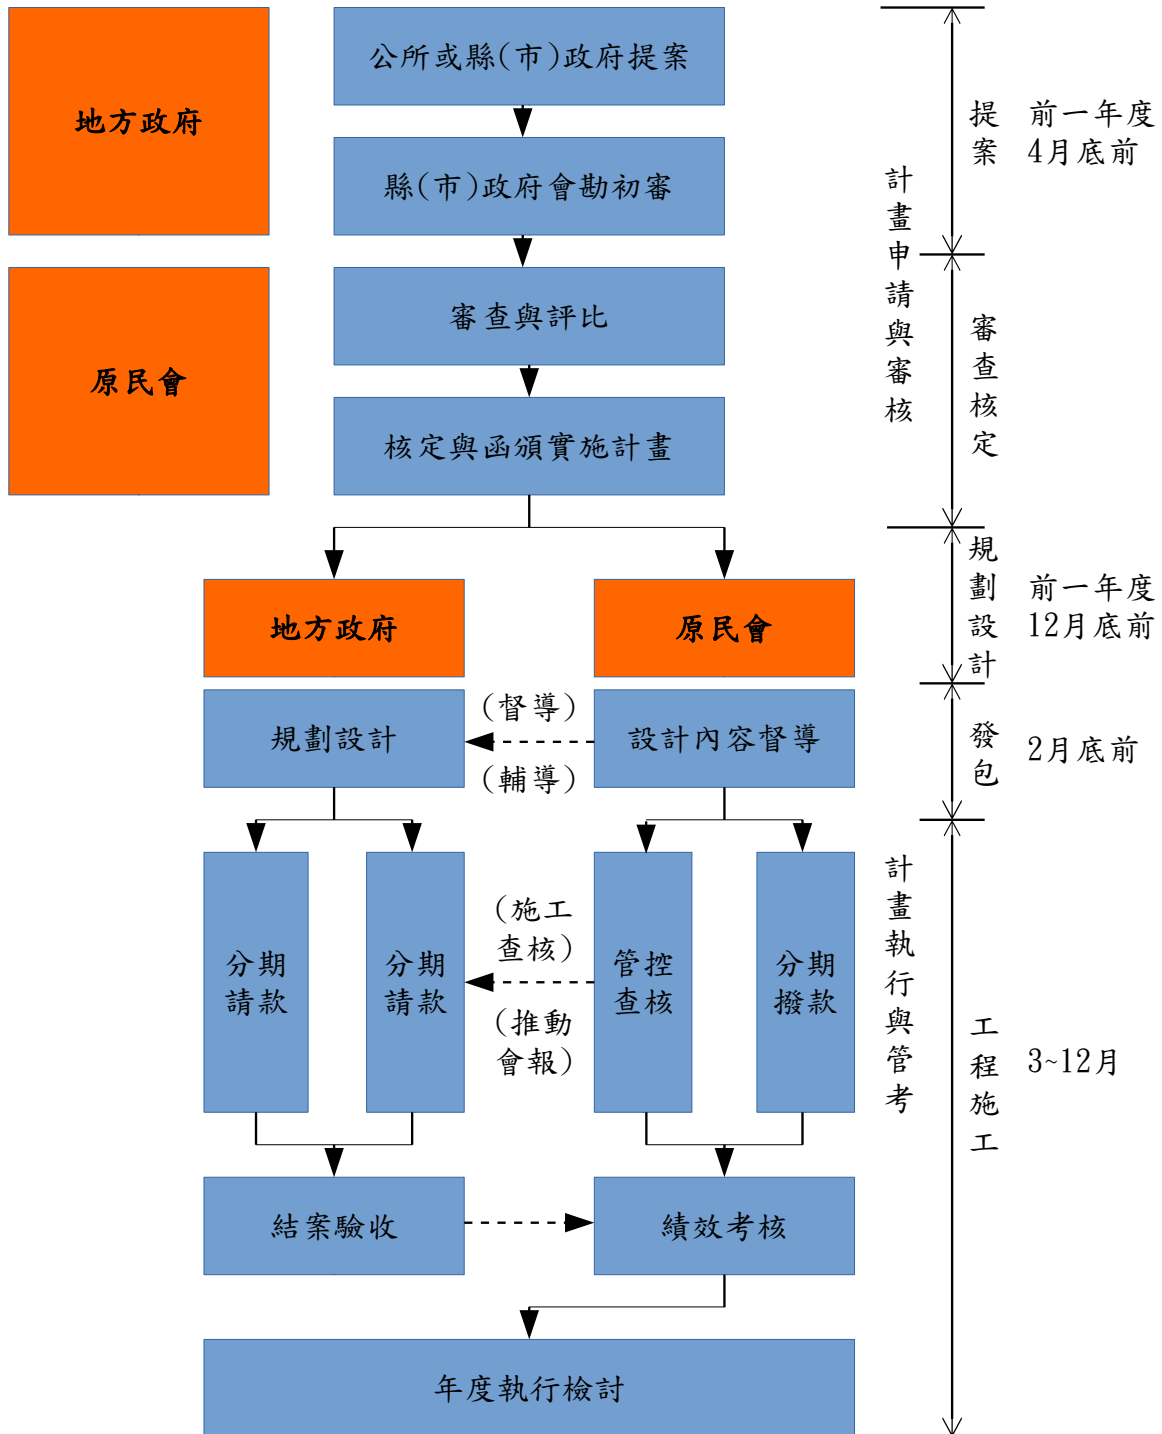 地方政府
公所或縣(市)政府提案
縣(市)政府會勘初審
原民會
審查與評比
核定與函頒實施計畫
計畫申請與審核
提案
前一年度
4月底前
審查核定
地方政府
原民會
規劃設計
前一年度
12月底前
規劃設計
(督導)
(輔導)
設計內容督導
發包
2月底前
分期
請款
分期
請款
(施工
查核)
(推動
會報)
管控
查核
分期
撥款
計畫執行與管考
工程施工
3~12月
結案驗收
績效考核
年度執行檢討